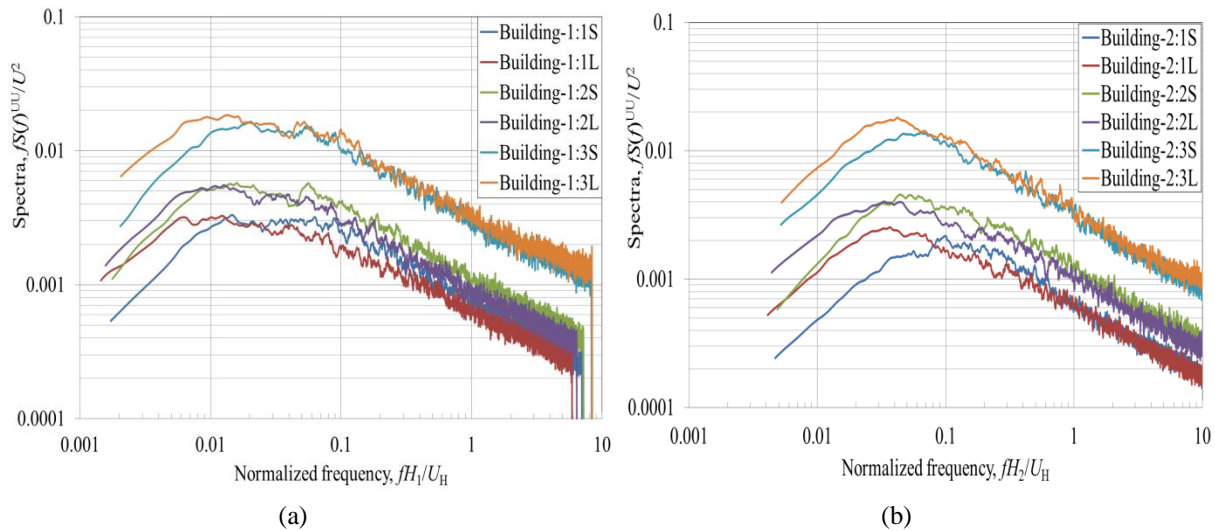 0.1
0.01
0.001
0.0001
Spectra, fS(f)^UU/U²
Building-1:1S
Building-1:1L
Building-1:2S
Building-1:2L
Building-1:3S
Building-1:3L
0.001 0.01 0.1 1 10
Normalized frequency, fH₁/U_H
(a)
0.1
0.01
0.001
0.0001
Spectra, fS(f)^UU/U²
Building-2:1S
Building-2:1L
Building-2:2S
Building-2:2L
Building-2:3S
Building-2:3L
0.001 0.01 0.1 1 10
Normalized frequency, fH₂/U_H
(b)